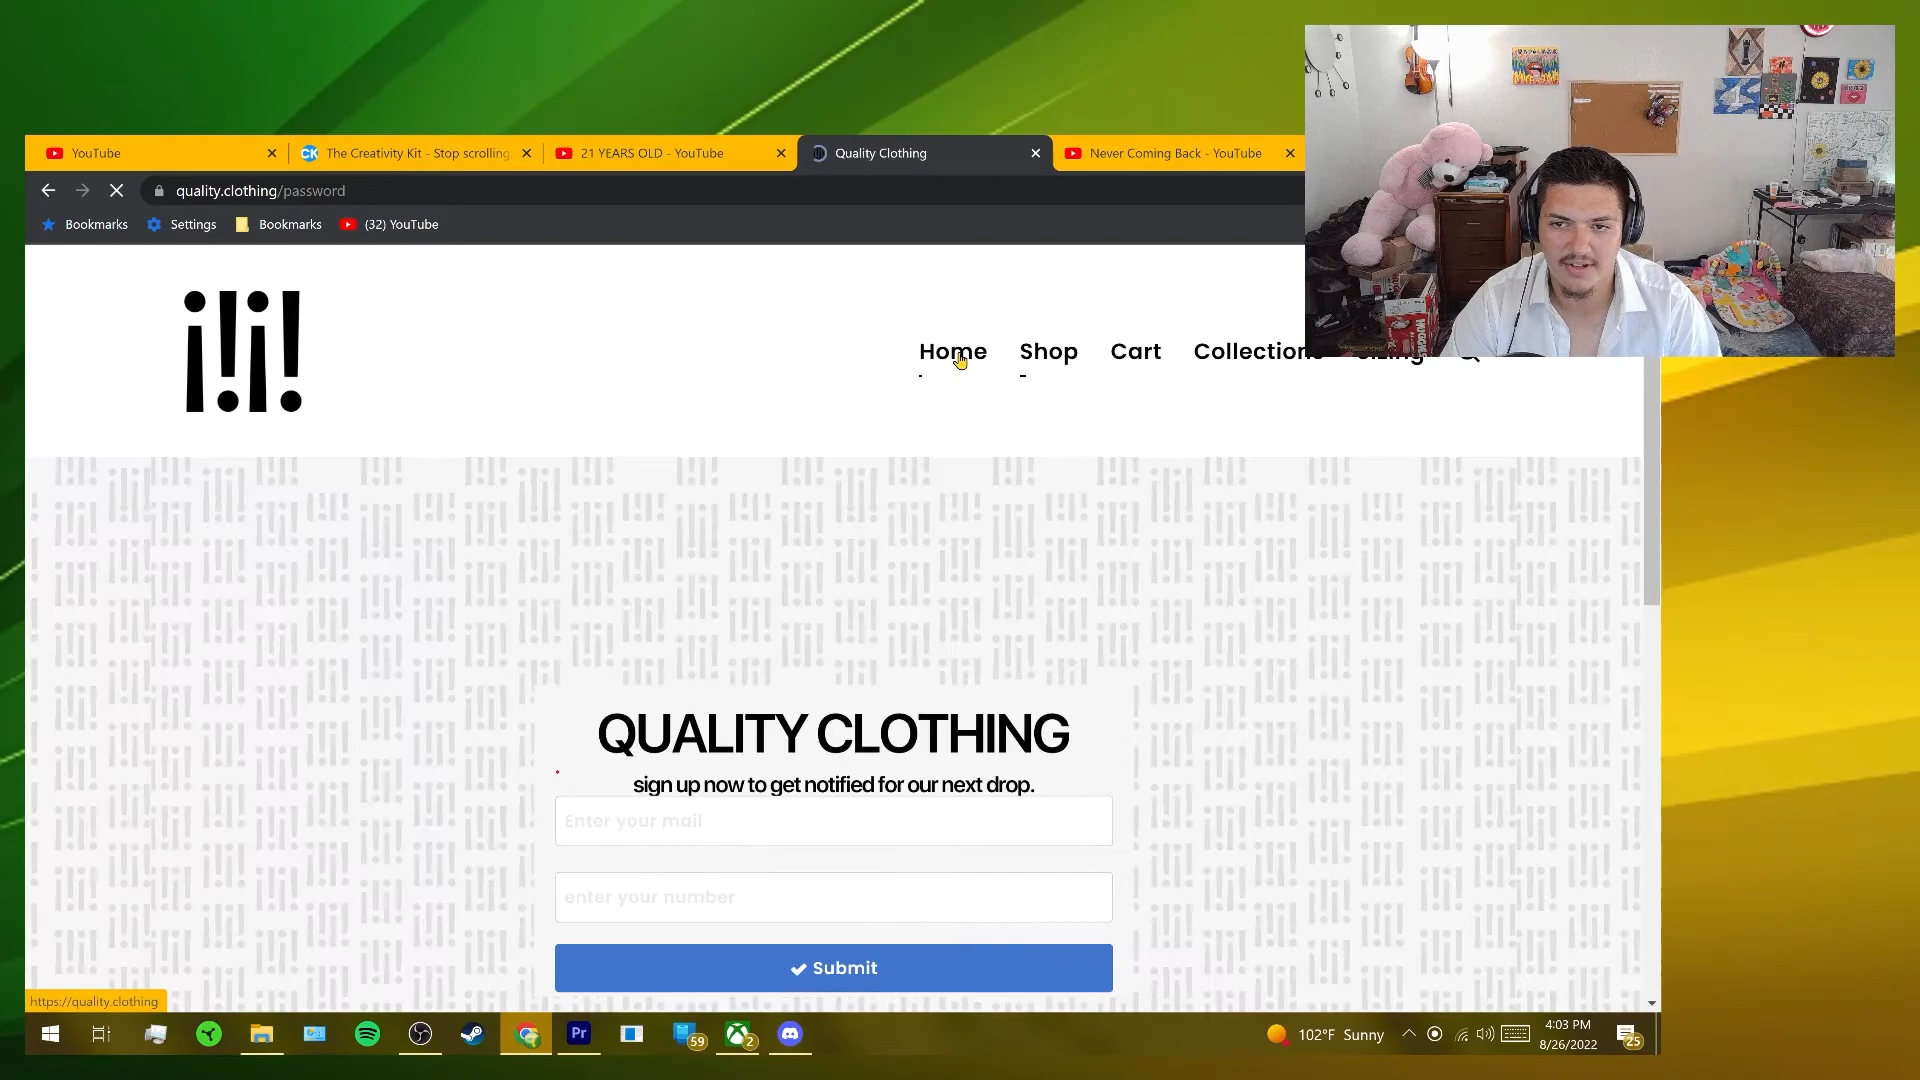 YouTube
The Creativity Kit - Stop scrolling
21 YEARS OLD - YouTube
Quality Clothing
Never Coming Back - YouTube
quality.clothing/password
Bookmarks
Settings
Bookmarks
(32) YouTube
Home
Shop
Cart
Collections
Sizing
QUALITY CLOTHING
*
sign up now to get notified for our next drop.
Enter your mail
enter your number
Submit
https://quality.clothing
Pr
59
2
102°F Sunny
4:03 PM
8/26/2022
25